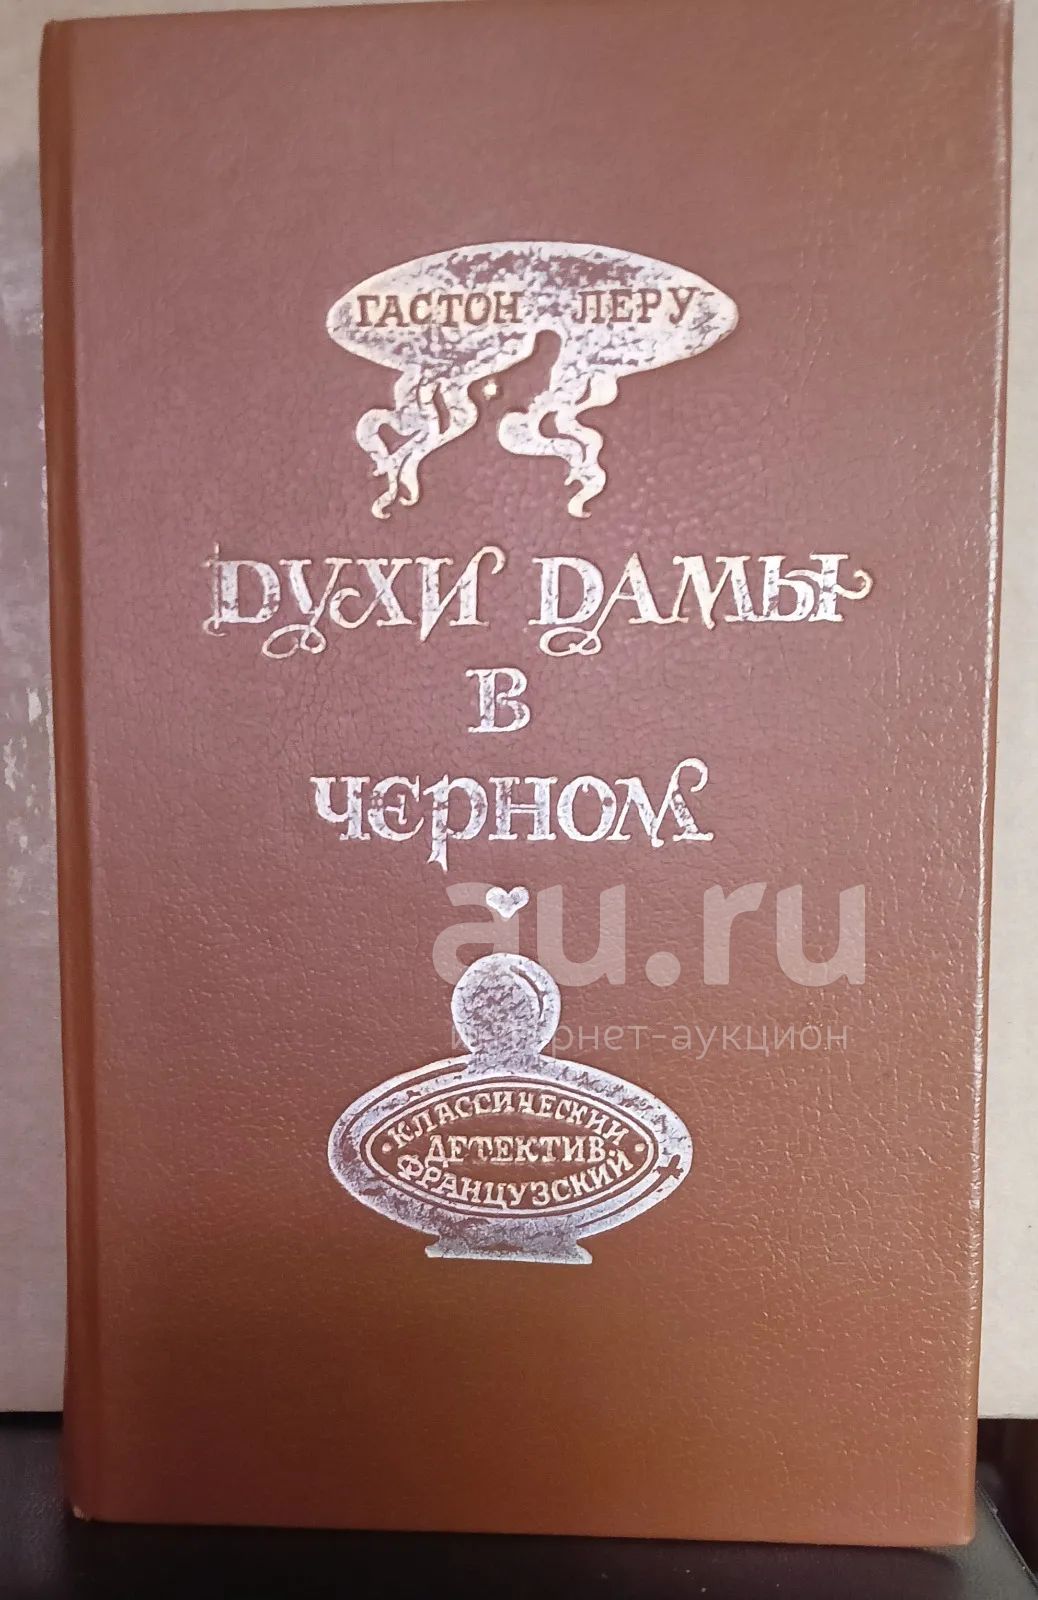 ГАСТОН ЛЕРУ
ДУХИ ДАМЫ
В
ЧЕРНОМ
au.ru
интернет-аукцион
КЛАССИЧЕСКИЙ
ДЕТЕКТИВ
ФРАНЦУЗСКИЙ